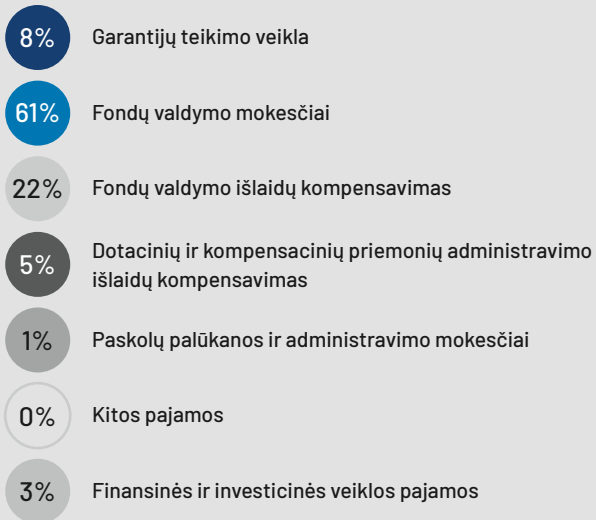 8% Garantijų teikimo veikla
61% Fondų valdymo mokesčiai
22% Fondų valdymo išlaidų kompensavimas
5% Dotacinių ir kompensacinių priemonių administravimo
išlaidų kompensavimas
1% Paskolų palūkanos ir administravimo mokesčiai
0% Kitos pajamos
3% Finansinės ir investicinės veiklos pajamos